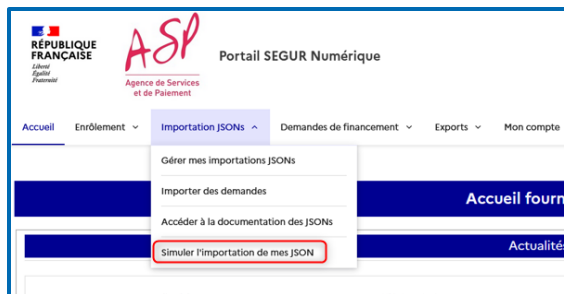 RÉPUBLIQUE
FRANÇAISE
Liberté
Égalité
Fraternité
ASP
Agence de Services
et de Paiement
Portail SEGUR Numérique
Accueil Enrôlement Importation JSONs Demandes de financement Exports Mon compte
Gérer mes importations JSONs
Importer des demandes
Accéder à la documentation des JSONs
Simuler l'importation de mes JSON
Accueil fourn
Actualités